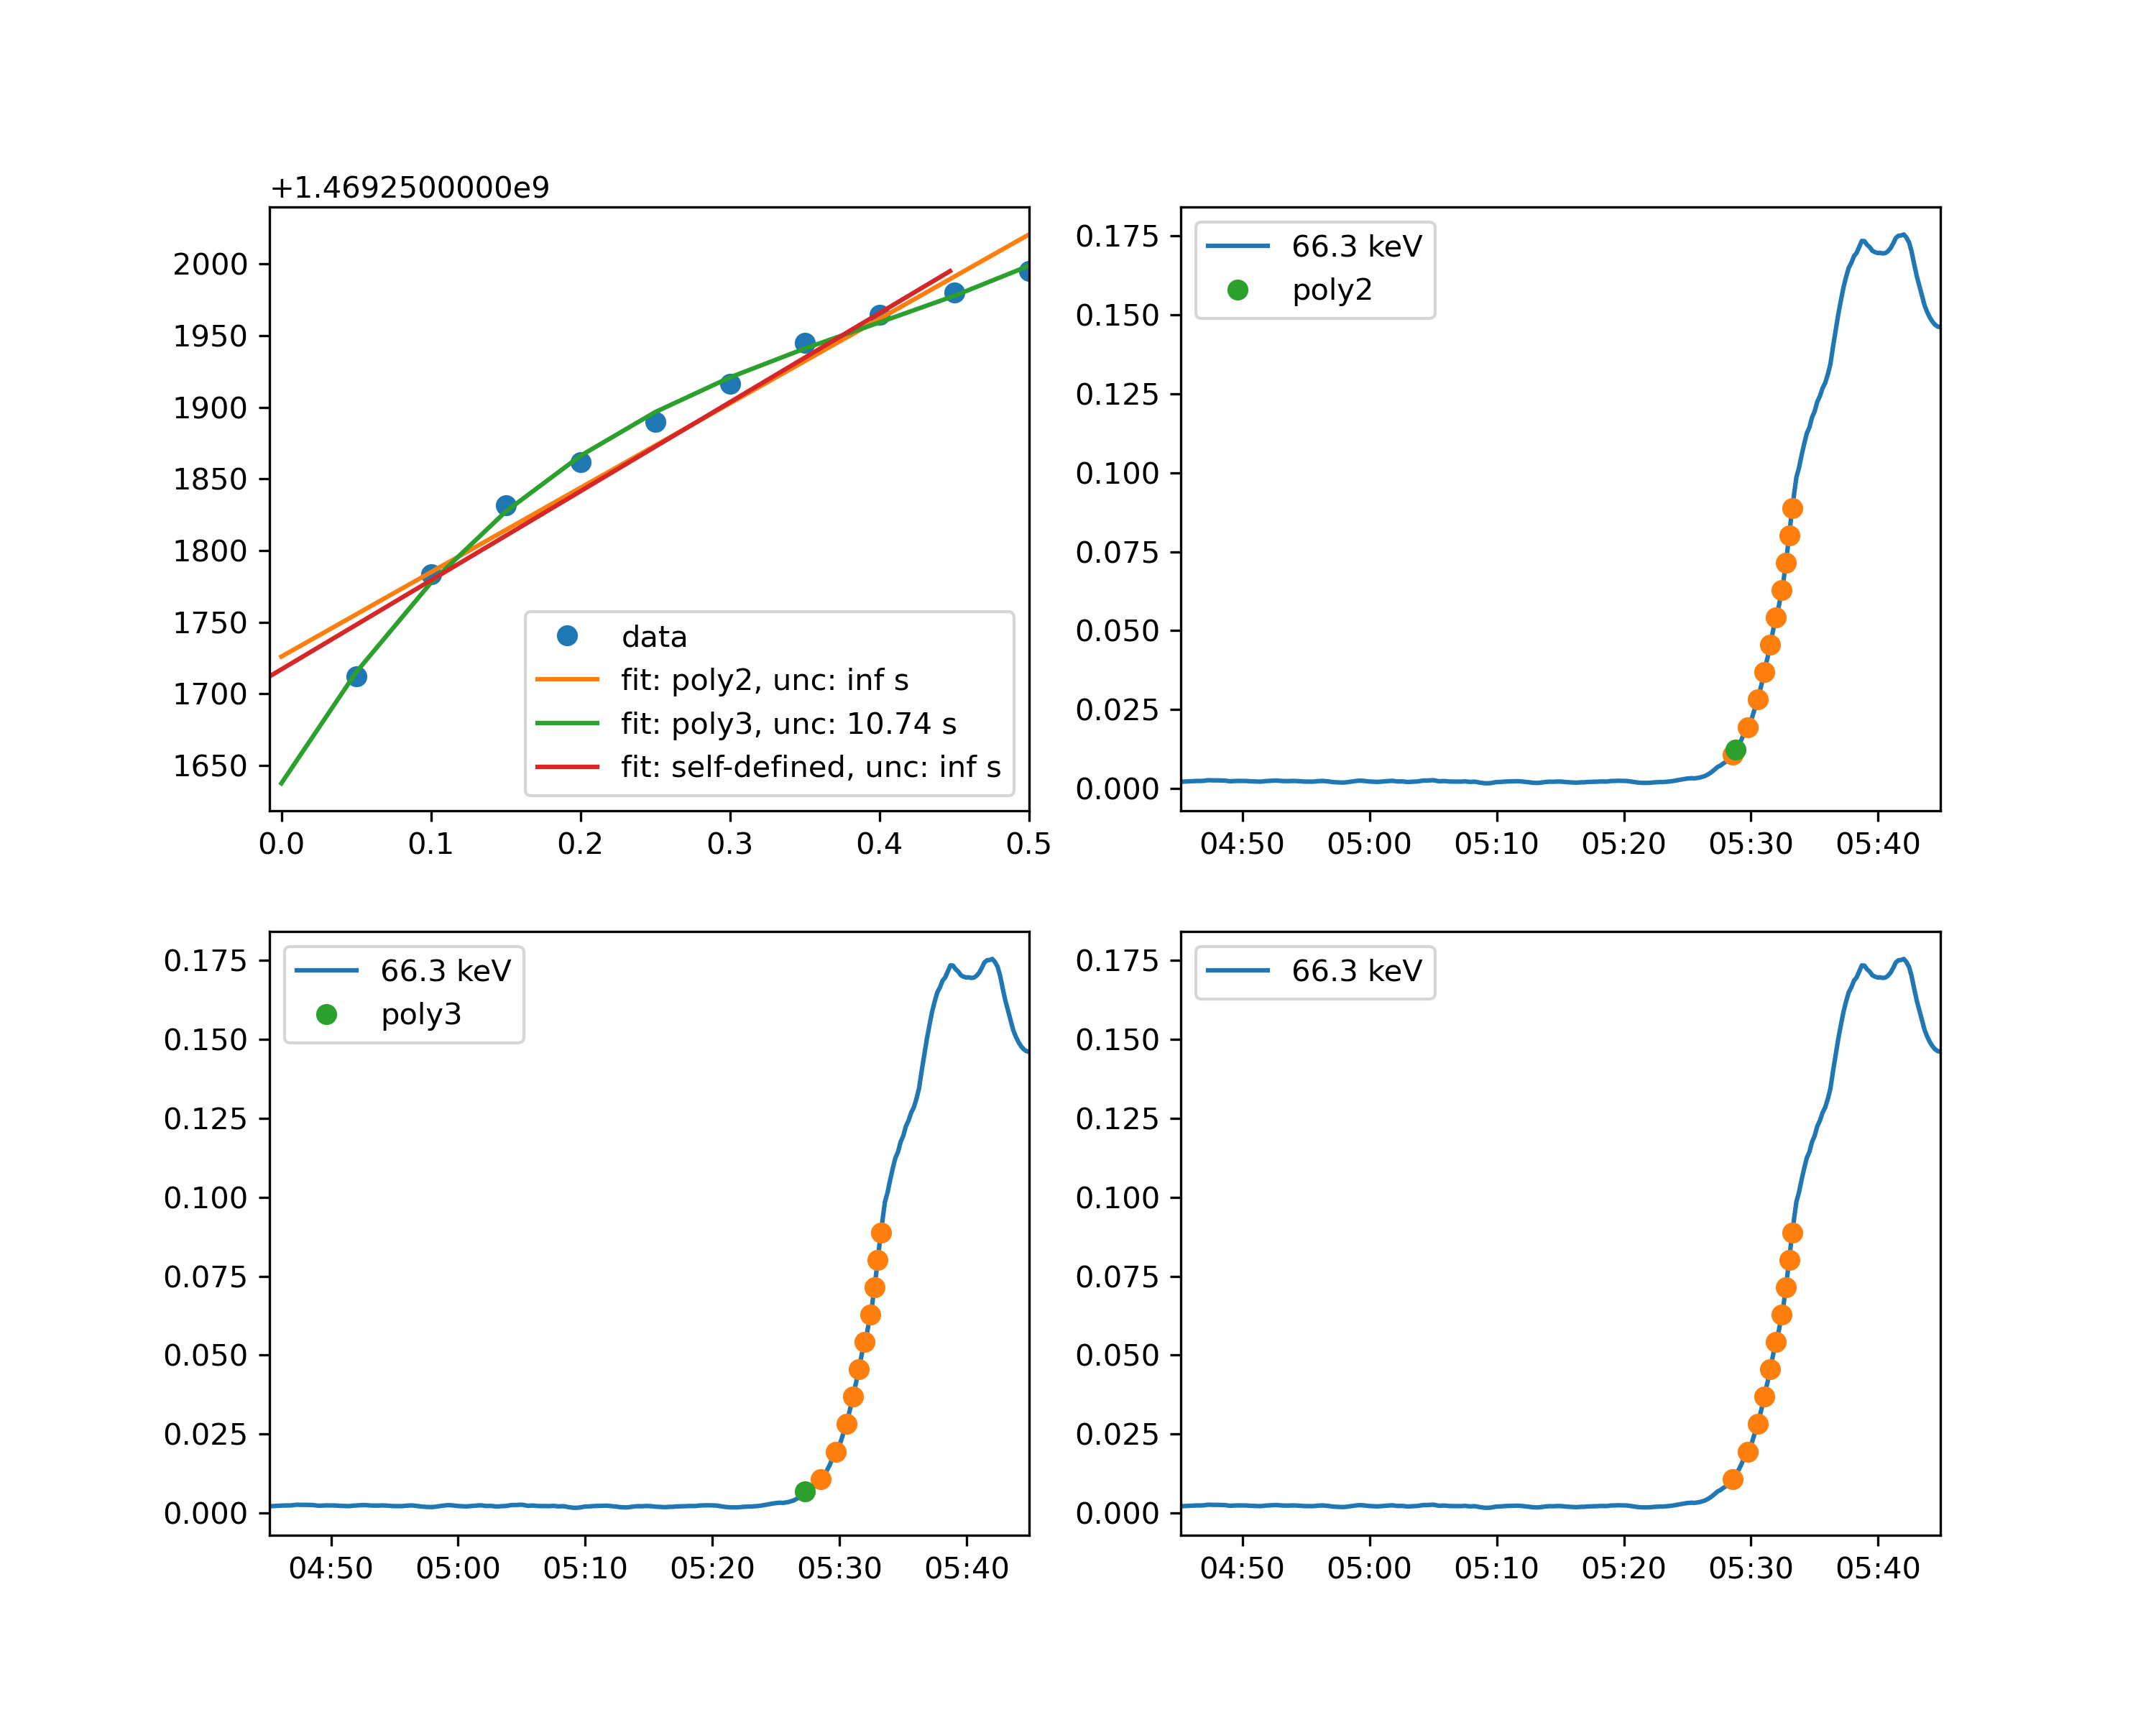 +1.4692500000e9
2000
1950
1900
1850
1800
1750
1700
1650
data
fit: poly2, unc: inf s
fit: poly3, unc: 10.74 s
fit: self-defined, unc: inf s
0.0 0.1 0.2 0.3 0.4 0.5
66.3 keV
poly2
0.175
0.150
0.125
0.100
0.075
0.050
0.025
0.000
04:50 05:00 05:10 05:20 05:30 05:40
66.3 keV
poly3
0.175
0.150
0.125
0.100
0.075
0.050
0.025
0.000
04:50 05:00 05:10 05:20 05:30 05:40
66.3 keV
0.175
0.150
0.125
0.100
0.075
0.050
0.025
0.000
04:50 05:00 05:10 05:20 05:30 05:40